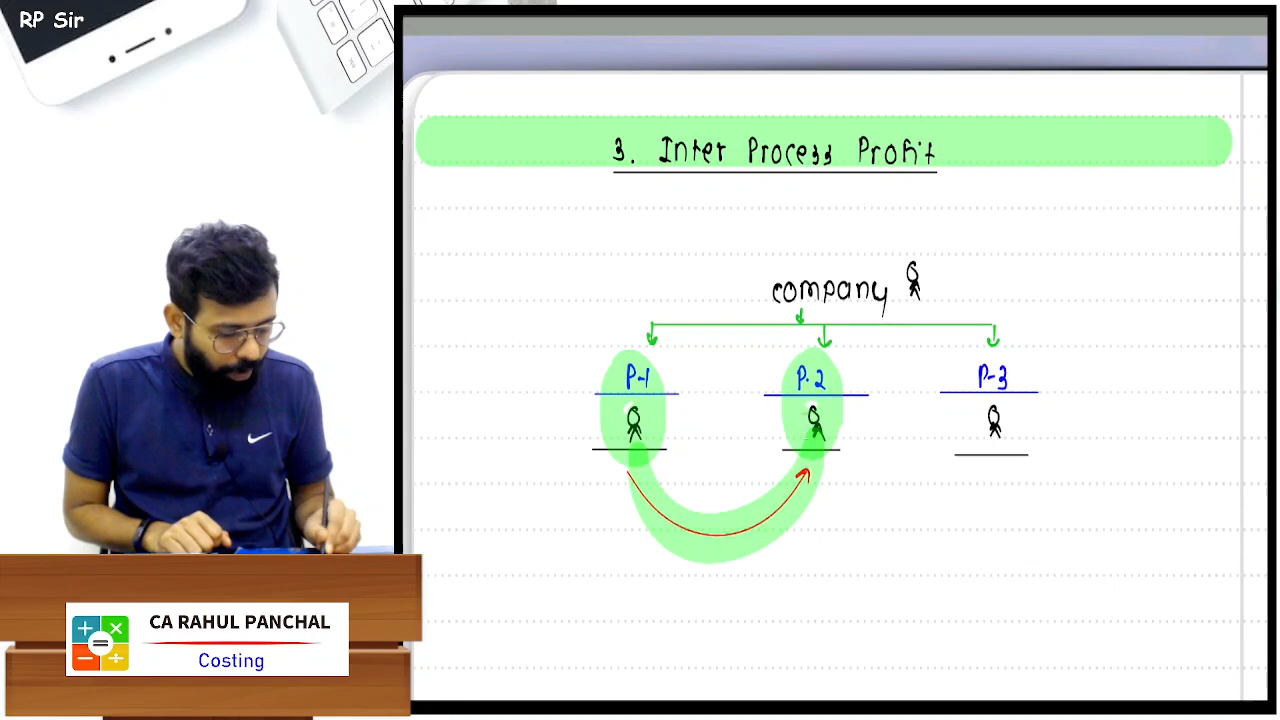 RP Sir
3. Inter Process Profit
company
P-1
P-2
P-3
CA RAHUL PANCHAL
Costing